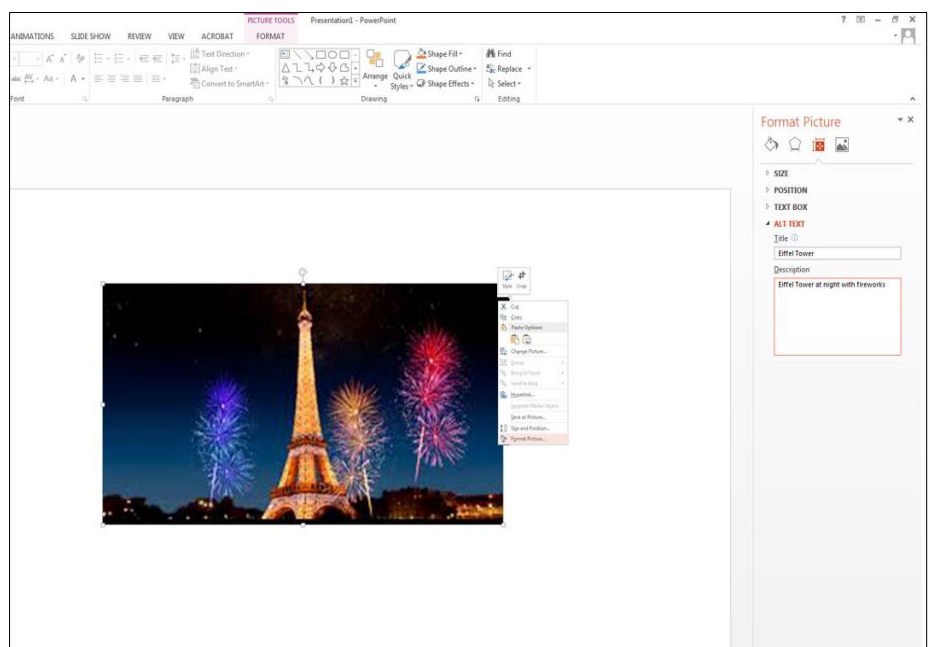 PICTURE TOOLS Presentation1 - PowerPoint
ANIMATIONS SLIDE SHOW REVIEW VIEW ACROBAT FORMAT
Text Direction
Align Text
Convert to SmartArt
Arrange
Quick Styles
Shape Fill
Shape Outline
Shape Effects
Find
Replace
Select
Font Paragraph Drawing Editing
Format Picture
SIZE
POSITION
TEXT BOX
ALT TEXT
Title
Eiffel Tower
Description
Eiffel Tower at night with fireworks
Style Crop
Cut
Copy
Paste Options
Change Picture...
Group
Bring to Front
Send to Back
Hyperlink...
Upgrade Media Object
Save as Picture...
Size and Position...
Format Picture...